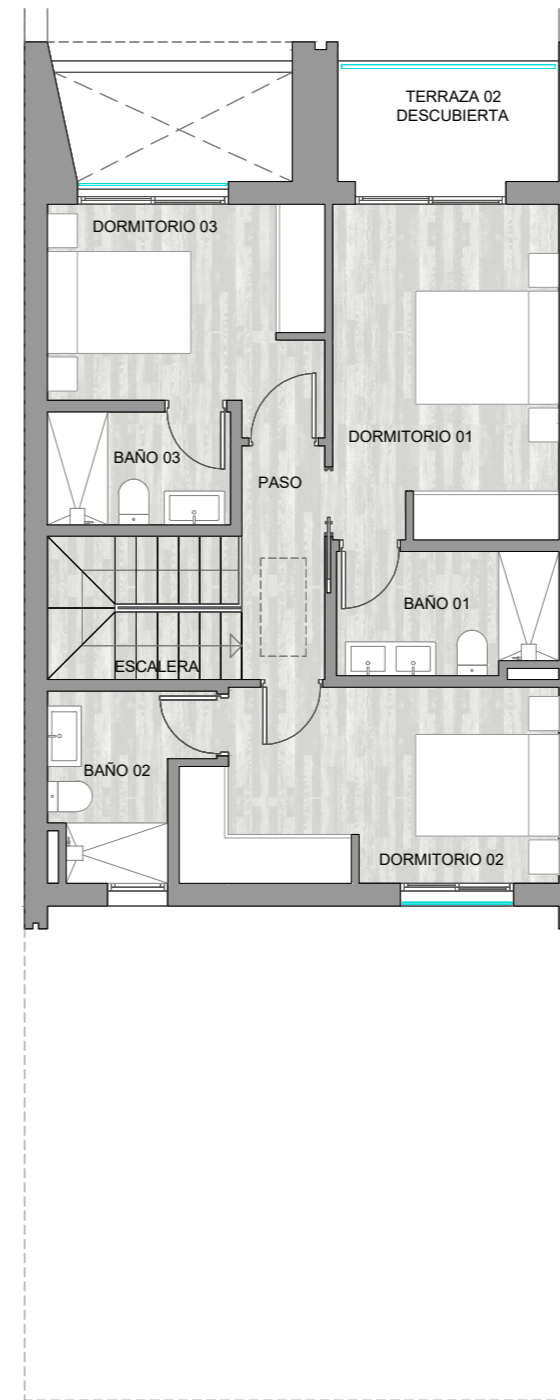 TERRAZA 02
DESCUBIERTA
DORMITORIO 03
DORMITORIO 01
BAÑO 03
PASO
BAÑO 01
ESCALERA
BAÑO 02
DORMITORIO 02